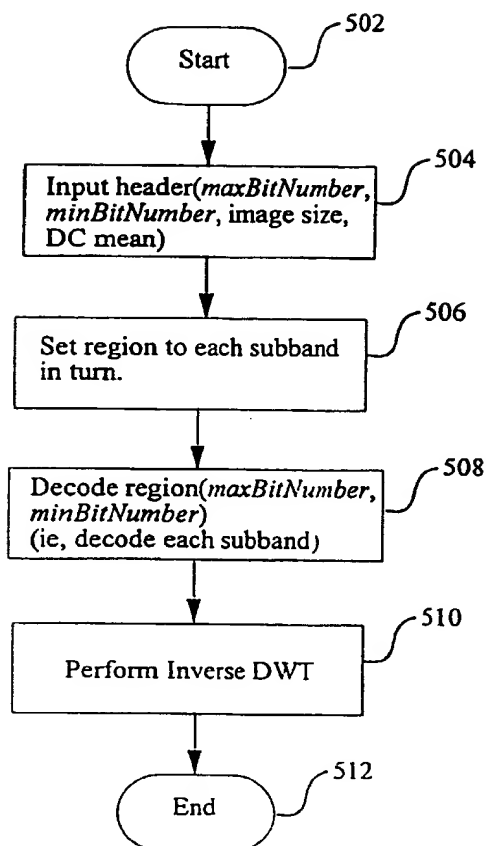 502
Start
504
Input header(maxBitNumber,
minBitNumber, image size,
DC mean)
506
Set region to each subband
in turn.
508
Decode region(maxBitNumber,
minBitNumber)
(ie, decode each subband)
510
Perform Inverse DWT
512
End